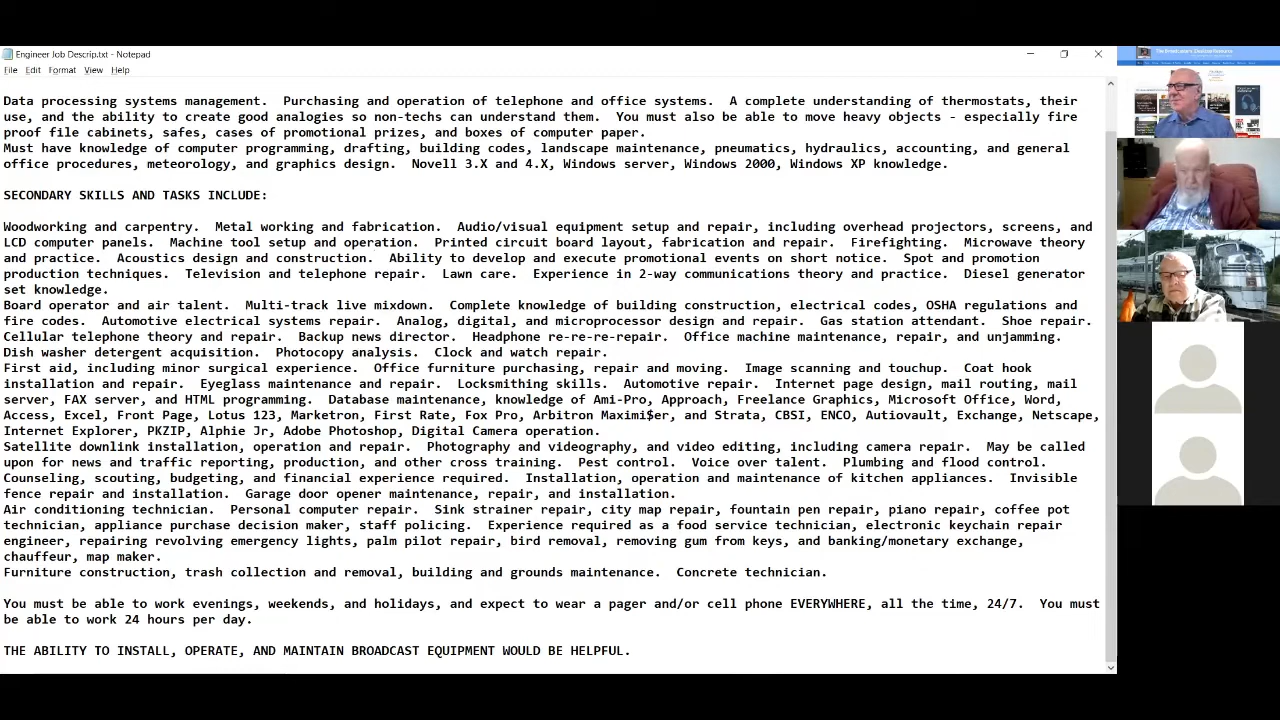 Engineer Job Descrip.txt - Notepad
File Edit Format View Help
Data processing systems management. Purchasing and operation of telephone and office systems. A complete understanding of thermostats, their
use, and the ability to create good analogies so non-techs can understand them. You must also be able to move heavy objects - especially fire
proof file cabinets, safes, cases of promotional prizes, and boxes of computer paper.
Must have knowledge of computer programming, drafting, building codes, landscape maintenance, pneumatics, hydraulics, accounting, and general
office procedures, meteorology, and graphics design. Novell 3.X and 4.X, Windows server, Windows 2000, Windows XP knowledge.
SECONDARY SKILLS AND TASKS INCLUDE:
Woodworking and carpentry. Metal working and fabrication. Audio/visual equipment setup and repair, including overhead projectors, screens, and
LCD computer panels. Machine tool setup and operation. Printed circuit board layout, fabrication and repair. Firefighting. Microwave theory
and practice. Acoustics design and construction. Ability to develop and execute promotional events on short notice. Spot and promotion
production techniques. Television and telephone repair. Lawn care. Experience in 2-way communications theory and practice. Diesel generator
set knowledge.
Board operator and air talent. Multi-track live mixdown. Complete knowledge of building construction, electrical codes, OSHA regulations and
fire codes. Automotive electrical systems repair. Analog, digital, and microprocessor design and repair. Gas station attendant. Shoe repair.
Cellular telephone theory and repair. Backup news director. Headphone re-re-re-repair. Office machine maintenance, repair, and unjamming.
Dish washer detergent acquisition. Photocopy analysis. Clock and watch repair.
First aid, including minor surgical experience. Office furniture purchasing, repair and moving. Image scanning and touchup. Coat hook
installation and repair. Eyeglass maintenance and repair. Locksmithing skills. Automotive repair. Internet page design, mail routing, mail
server, FAX server, and HTML programming. Database maintenance, knowledge of Ami-Pro, Approach, Freelance Graphics, Microsoft Office, Word,
Access, Excel, Front Page, Lotus 123, Marketron, First Rate, Fox Pro, Arbitron Maximi$er, and Strata, CBSI, ENCO, Autiovault, Exchange, Netscape,
Internet Explorer, PKZIP, Alphie Jr, Adobe Photoshop, Digital Camera operation.
Satellite downlink installation, operation and repair. Photography and videography, and video editing, including camera repair. May be called
upon for news and traffic reporting, production, and other cross training. Pest control. Voice over talent. Plumbing and flood control.
Counseling, scouting, budgeting, and financial experience required. Installation, operation and maintenance of kitchen appliances. Invisible
fence repair and installation. Garage door opener maintenance, repair, and installation.
Air conditioning technician. Personal computer repair. Sink strainer repair, city map repair, fountain pen repair, piano repair, coffee pot
technician, appliance purchase decision maker, staff policing. Experience required as a food service technician, electronic keychain repair
engineer, repairing revolving emergency lights, palm pilot repair, bird removal, removing gum from keys, and banking/monetary exchange,
chauffeur, map maker.
Furniture construction, trash collection and removal, building and grounds maintenance. Concrete technician.
You must be able to work evenings, weekends, and holidays, and expect to wear a pager and/or cell phone EVERYWHERE, all the time, 24/7. You must
be able to work 24 hours per day.
THE ABILITY TO INSTALL, OPERATE, AND MAINTAIN BROADCAST EQUIPMENT WOULD BE HELPFUL.